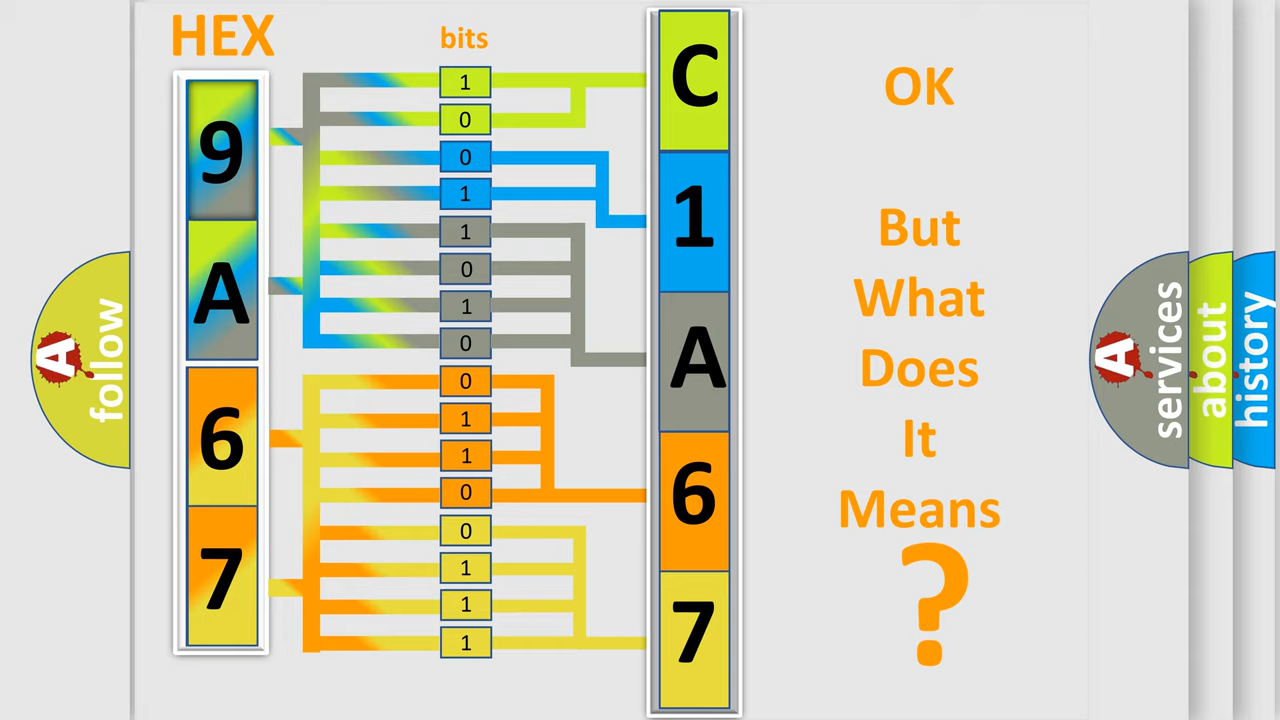 HEX
bits
9
A
6
7
1
0
0
1
1
0
1
0
0
1
1
0
0
1
1
1
C
1
A
6
7
OK
But
What
Does
It
Means
?
A
follow
A
services
about
history